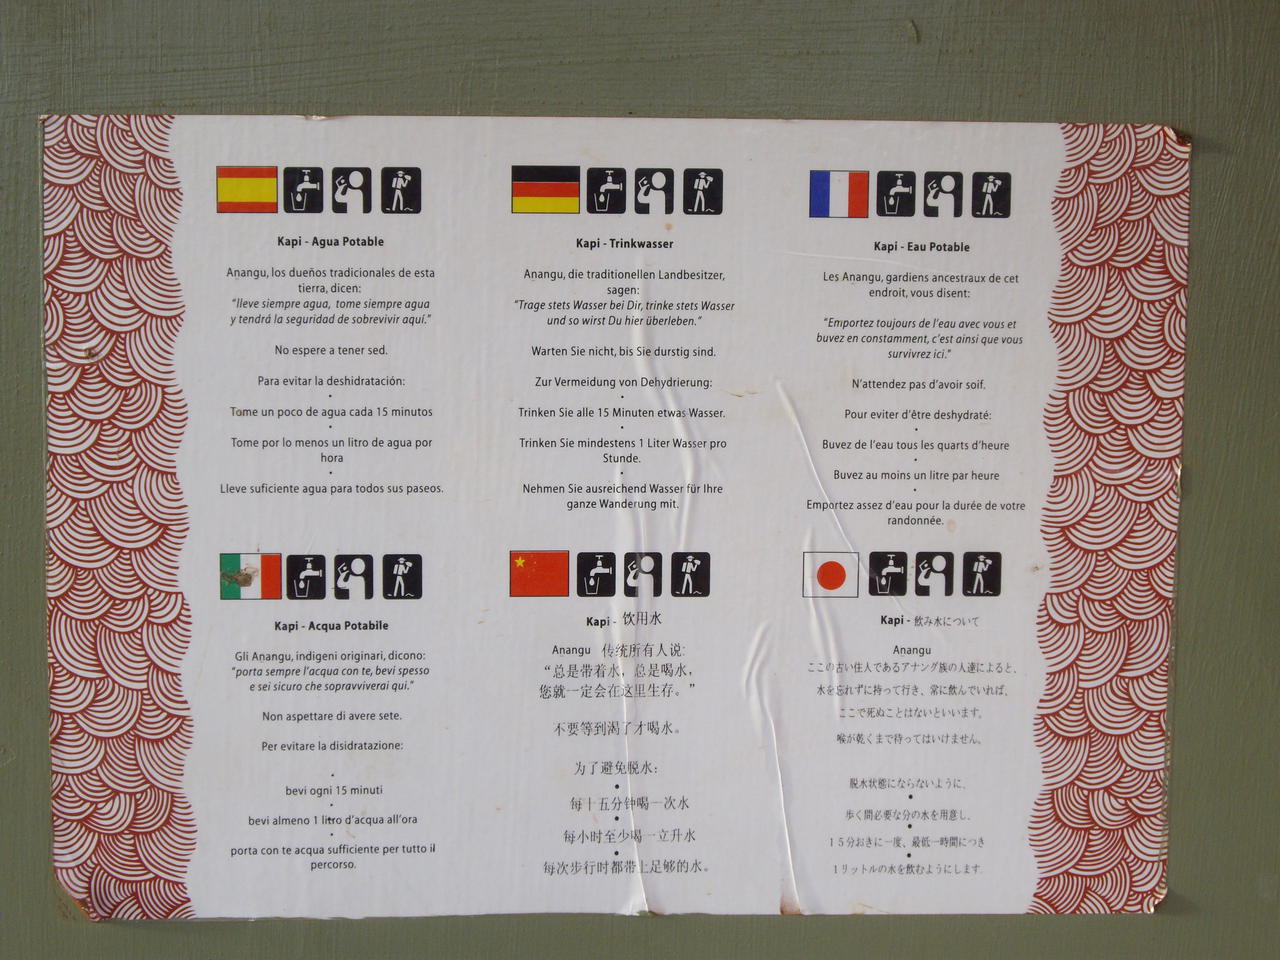 Kapi - Agua Potable
Anangu, los dueños tradicionales de esta
tierra, dicen:
“lleve siempre agua, tome siempre agua
y tendrá la seguridad de sobrevivir aquí.”
No espere a tener sed.
Para evitar la deshidratación:
•
Tome un poco de agua cada 15 minutos
•
Tome por lo menos un litro de agua por
hora
•
Lleve suficiente agua para todos sus paseos.
Kapi - Trinkwasser
Anangu, die traditionellen Landbesitzer,
sagen:
“Trage stets Wasser bei Dir, trinke stets Wasser
und so wirst Du hier überleben.”
Warten Sie nicht, bis Sie durstig sind.
Zur Vermeidung von Dehydrierung:
•
Trinken Sie alle 15 Minuten etwas Wasser.
•
Trinken Sie mindestens 1 Liter Wasser pro
Stunde.
•
Nehmen Sie ausreichend Wasser für Ihre
ganze Wanderung mit.
Kapi - Eau Potable
Les Anangu, gardiens ancestraux de cet
endroit, vous disent:
“Emportez toujours de l’eau avec vous et
buvez en constamment, c’est ainsi que vous
survivrez ici.”
N’attendez pas d’avoir soif.
Pour eviter d’être deshydraté:
•
Buvez de l’eau tous les quarts d’heure
•
Buvez au moins un litre par heure
•
Emportez assez d’eau pour la durée de votre
randonnée.
Kapi - Acqua Potabile
Gli Anangu, indigeni originari, dicono:
“porta sempre l’acqua con te, bevi spesso
e sei sicuro che sopravviverai qui.”
Non aspettare di avere sete.
Per evitare la disidratazione:
•
bevi ogni 15 minuti
•
bevi almeno 1 litro d’acqua all’ora
•
porta con te acqua sufficiente per tutto il
percorso.
Kapi - 饮用水
Anangu 传统所有人说:
“总是带着水, 总是喝水,
您就一定会在这里生存。”
不要等到渴了才喝水。
为了避免脱水:
•
每十五分钟喝一次水
•
每小时至少喝一立升水
•
每次步行时都带上足够的水。
Kapi - 飲み水について
Anangu
ここの古い住人であるアナング族の人達によると、
水を忘れずに持って行き、常に飲んでいれば、
ここで死ぬことはないといいます。
喉が乾くまで待ってはいけません。
脱水状態にならないように、
•
歩く間必要な分の水を用意し、
•
１５分おきに一度、最低一時間につき
•
１リットルの水を飲むようにします.